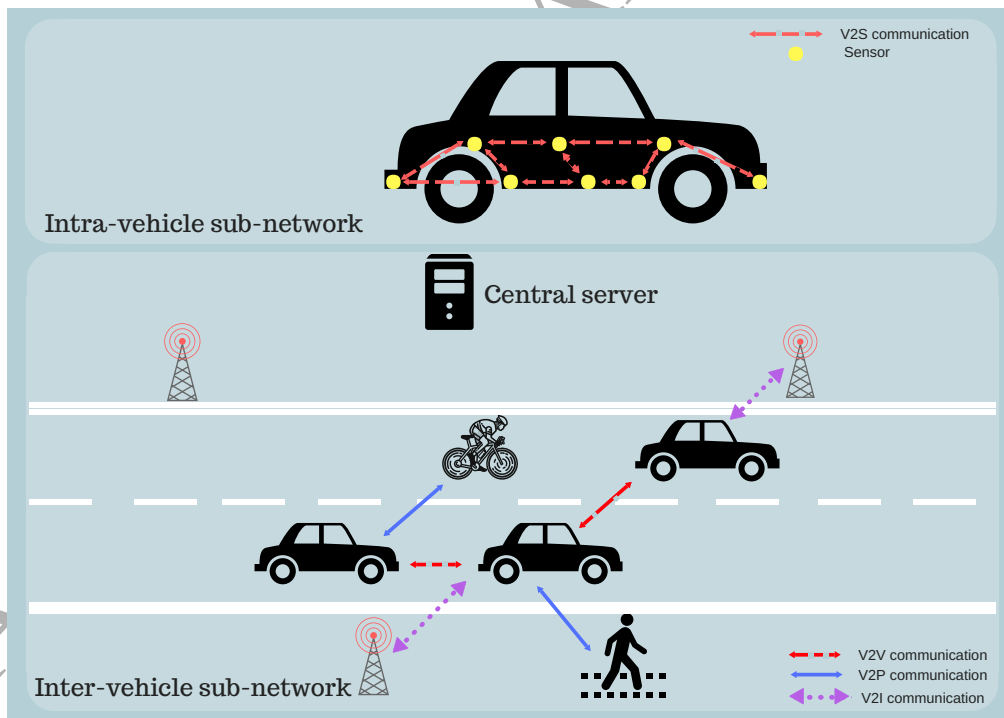 V2S communication
Sensor
Intra-vehicle sub-network
Central server
Inter-vehicle sub-network
V2V communication
V2P communication
V2I communication